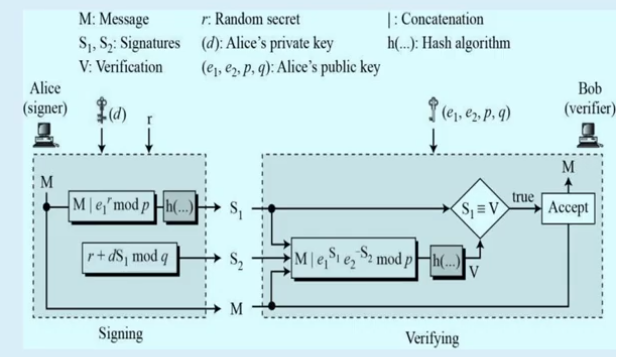 M: Message r: Random secret |: Concatenation
S₁, S₂: Signatures (d): Alice's private key h(...): Hash algorithm
V: Verification (e₁, e₂, p, q): Alice's public key
Alice
(signer)
(d)
r
(e₁, e₂, p, q)
Bob
(verifier)
M
M
M | e₁ʳ mod p
h(...)
S₁
S₁ ≡ V
true
Accept
r + dS₁ mod q
S₂
M | e₁^S₁ e₂^-S₂ mod p
h(...)
V
M
Signing
Verifying